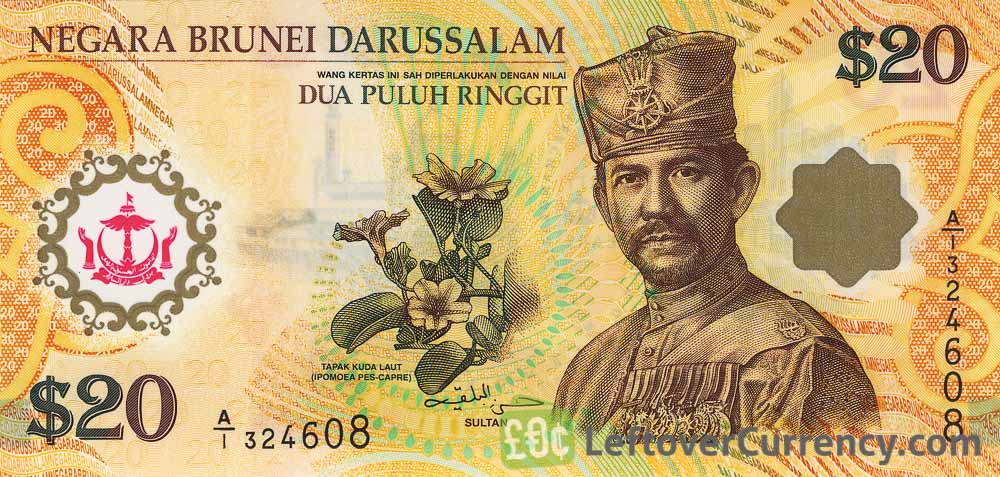 NEGARA BRUNEI DARUSSALAM
$20
WANG KERTAS INI SAH DIPERLAKUKAN DENGAN NILAI
DUA PULUH RINGGIT
TAPAK KUDA LAUT
(IPOMOEA PES-CAPRE)
SULTAN
$20
A/1 324608
A/1 324608
£0¢ LeftoverCurrency.com